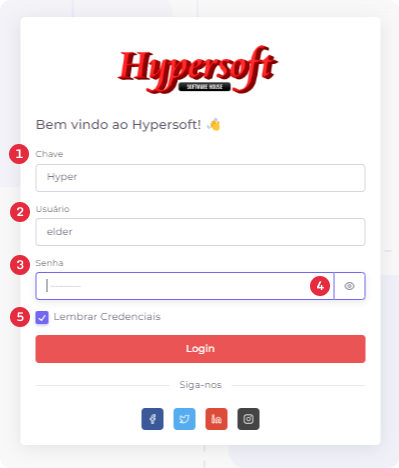 Hypersoft
SOFTWARE HOUSE
Bem vindo ao Hypersoft! 👋
1 Chave
Hyper
2 Usuário
elder
3 Senha
4
5 Lembrar Credenciais
Login
Siga-nos